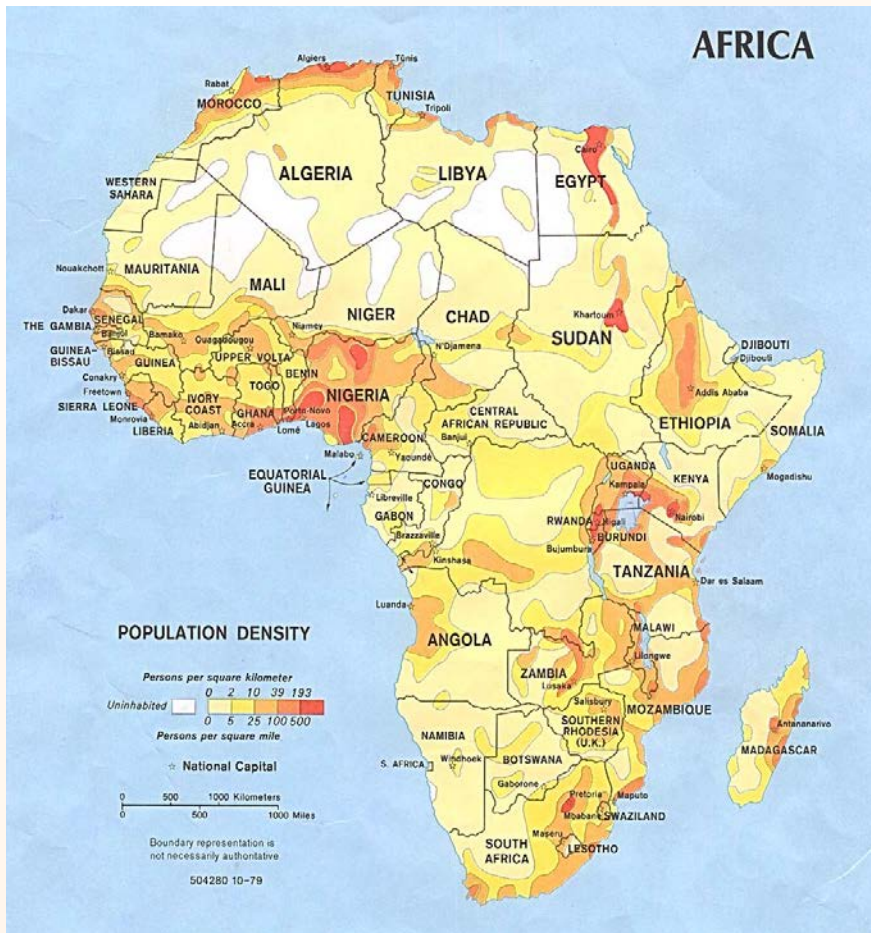 AFRICA
Algiers
Tūnis
Rabat
MOROCCO
TUNISIA
Tripoli
ALGERIA
LIBYA
Cairo
EGYPT
WESTERN
SAHARA
Nouakchott
MAURITANIA
MALI
NIGER
CHAD
Khartoum
SUDAN
Dakar
SENEGAL
THE GAMBIA
Banjul
Bamako
Niamey
Ouagadougou
N'Djamena
DJIBOUTI
Djibouti
GUINEA-
BISSAU
Bissau
GUINEA
UPPER VOLTA
BENIN
NIGERIA
Conakry
Freetown
SIERRA LEONE
IVORY
COAST
TOGO
GHANA
Porto-Novo
Monrovia
LIBERIA
Abidjan
Accra
Lomé
Lagos
Addis Ababa
ETHIOPIA
SOMALIA
CENTRAL
AFRICAN REPUBLIC
Banjui
CAMEROON
Malabo
Yaoundé
EQUATORIAL
GUINEA
CONGO
UGANDA
Kampala
KENYA
Mogadishu
Libreville
GABON
RWANDA
Kigali
Nairobi
Brazzaville
BURUNDI
Bujumbura
Kinshasa
TANZANIA
Dar es Salaam
Luanda
ANGOLA
MALAWI
Lilongwe
ZAMBIA
Lusaka
Salisbury
MOZAMBIQUE
SOUTHERN
RHODESIA
(U.K.)
Antananarivo
MADAGASCAR
NAMIBIA
S. AFRICA
Windhoek
BOTSWANA
Gaborone
Pretoria
Maputo
Mbabane
SWAZILAND
Maseru
SOUTH
AFRICA
LESOTHO
POPULATION DENSITY
Persons per square kilometer
0 2 10 39 193
Uninhabited
0 5 25 100 500
Persons per square mile
☆ National Capital
0 500 1000 Kilometers
0 500 1000 Miles
Boundary representation is
not necessarily authoritative
504280 10-79